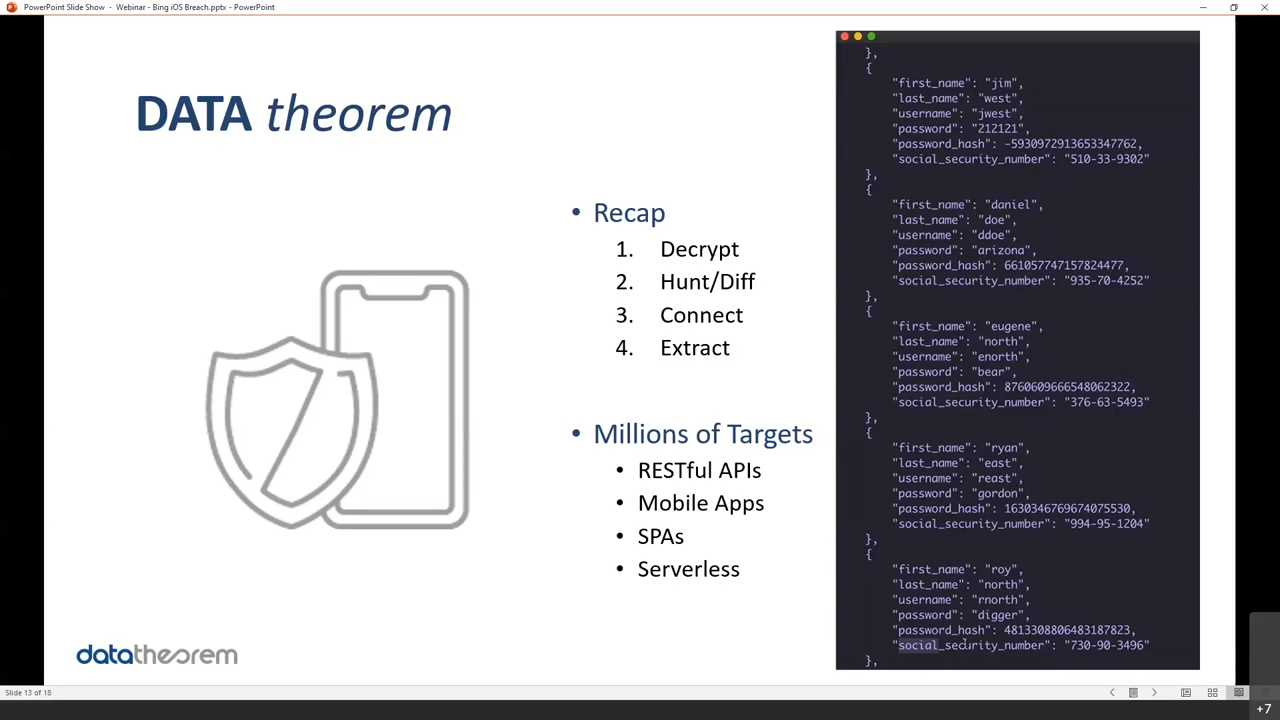 PowerPoint Slide Show - Webinar - Bing iOS Breach.pptx - PowerPoint
DATA theorem
• Recap
1. Decrypt
2. Hunt/Diff
3. Connect
4. Extract
• Millions of Targets
• RESTful APIs
• Mobile Apps
• SPAs
• Serverless
},
{
"first_name": "jim",
"last_name": "west",
"username": "jwest",
"password": "212121",
"password_hash": -5930972913653347762,
"social_security_number": "510-33-9302"
},
{
"first_name": "daniel",
"last_name": "doe",
"username": "ddoe",
"password": "arizona",
"password_hash": 661057747157824477,
"social_security_number": "935-70-4252"
},
{
"first_name": "eugene",
"last_name": "north",
"username": "enorth",
"password": "bear",
"password_hash": 8760609666548062322,
"social_security_number": "376-63-5493"
},
{
"first_name": "ryan",
"last_name": "east",
"username": "reast",
"password": "gordon",
"password_hash": 1630346769674075530,
"social_security_number": "994-95-1204"
},
{
"first_name": "roy",
"last_name": "north",
"username": "rnorth",
"password": "digger",
"password_hash": 4813308806483187823,
"social_security_number": "730-90-3496"
},
datatheorem
Slide 13 of 18
+7